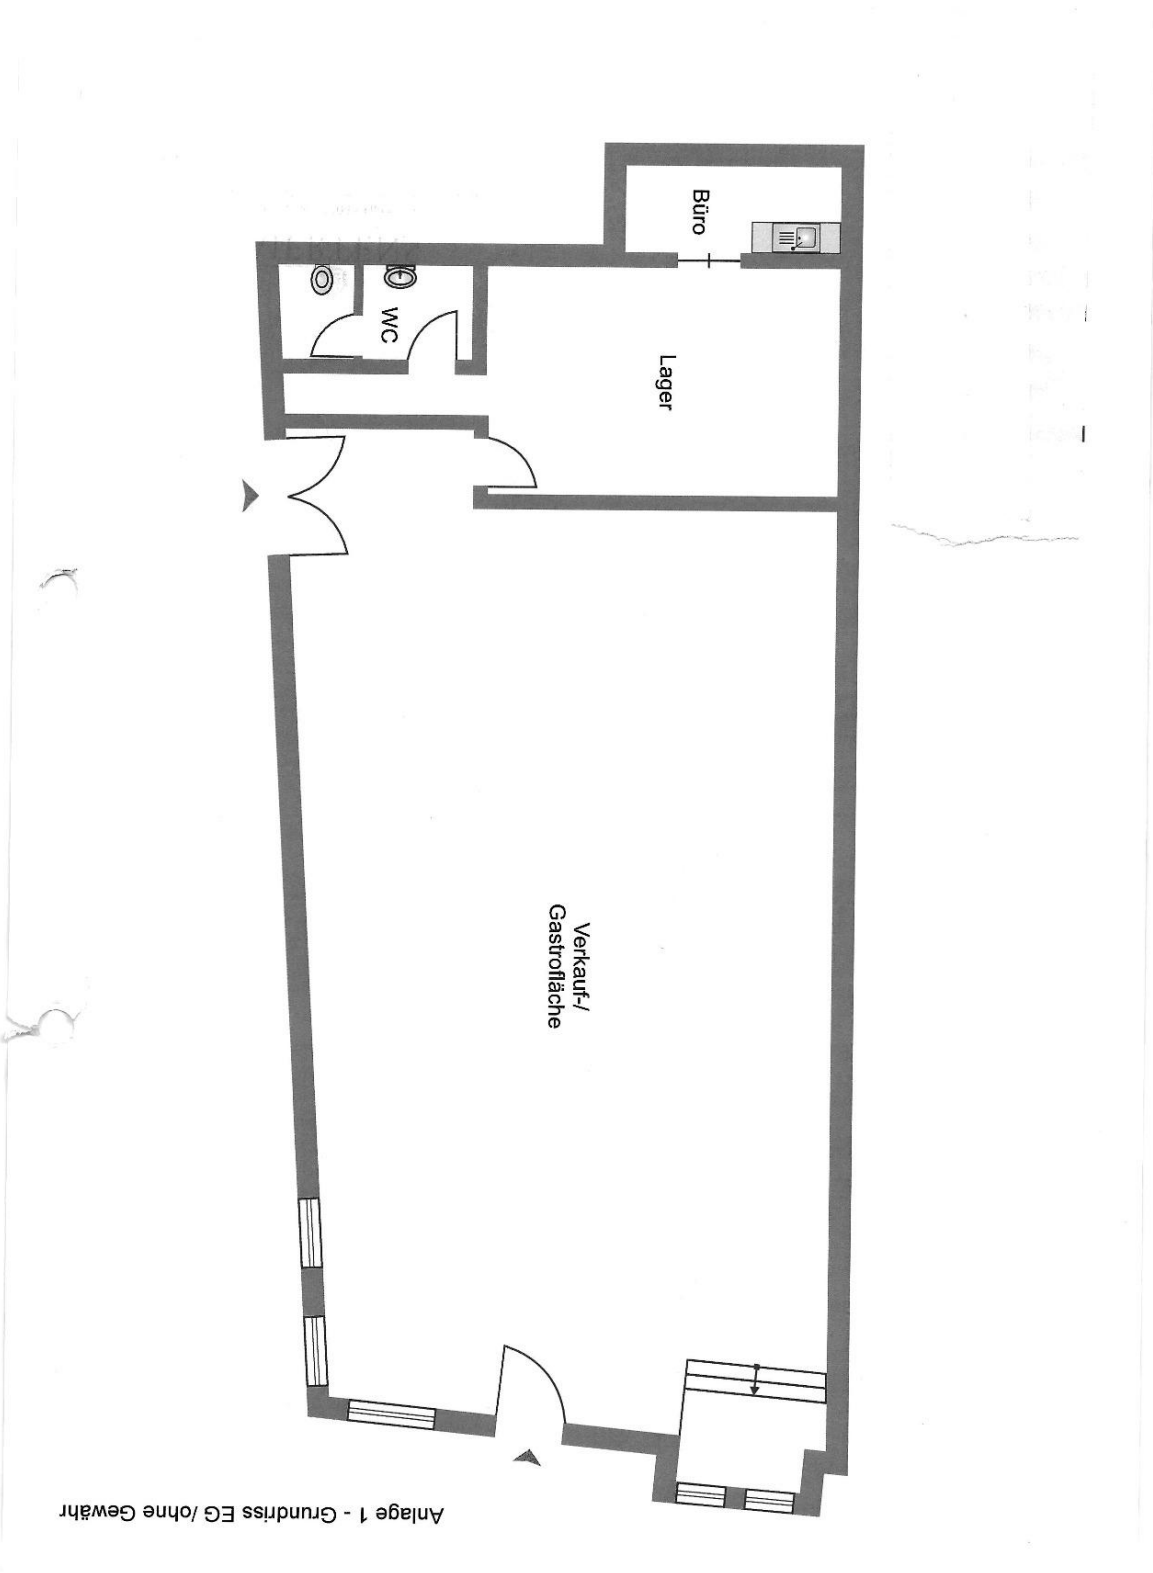 Büro
WC
Lager
Verkauf-/
Gastrofläche
Anlage 1 - Grundriss EG /ohne Gewähr